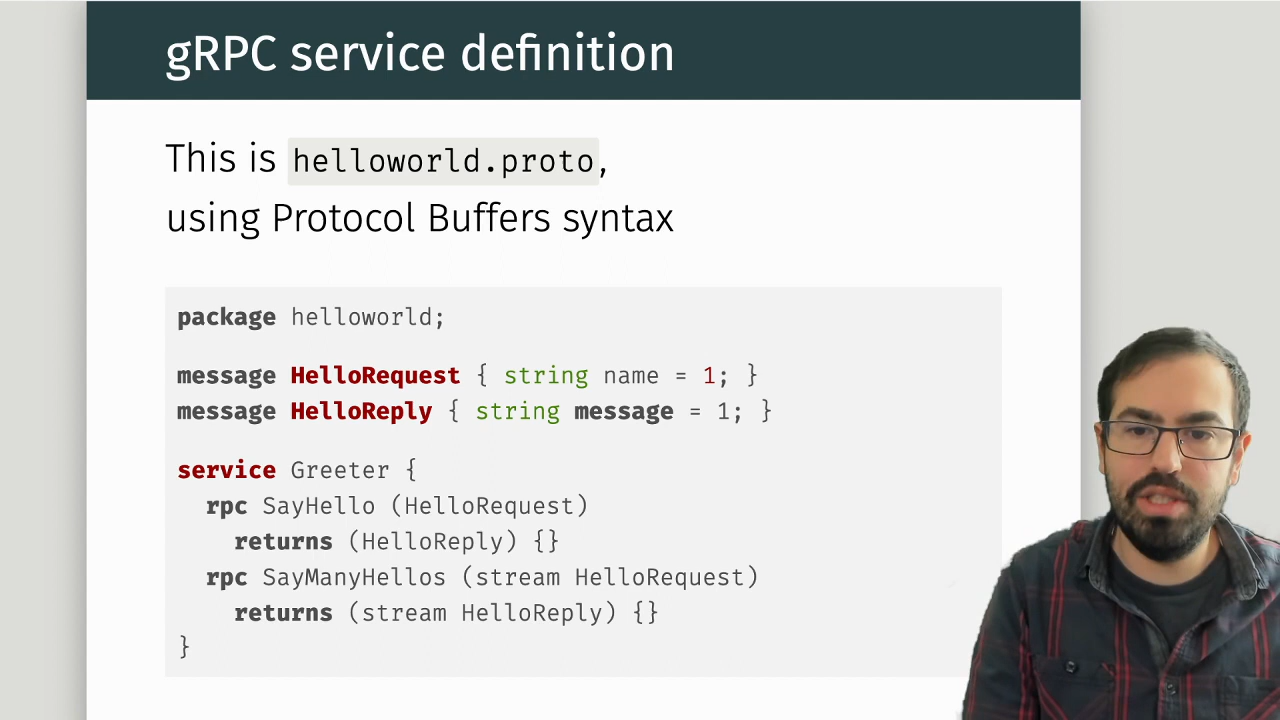 gRPC service definition
This is helloworld.proto,
using Protocol Buffers syntax
package helloworld;
message HelloRequest { string name = 1; }
message HelloReply { string message = 1; }
service Greeter {
  rpc SayHello (HelloRequest)
    returns (HelloReply) {}
  rpc SayManyHellos (stream HelloRequest)
    returns (stream HelloReply) {}
}